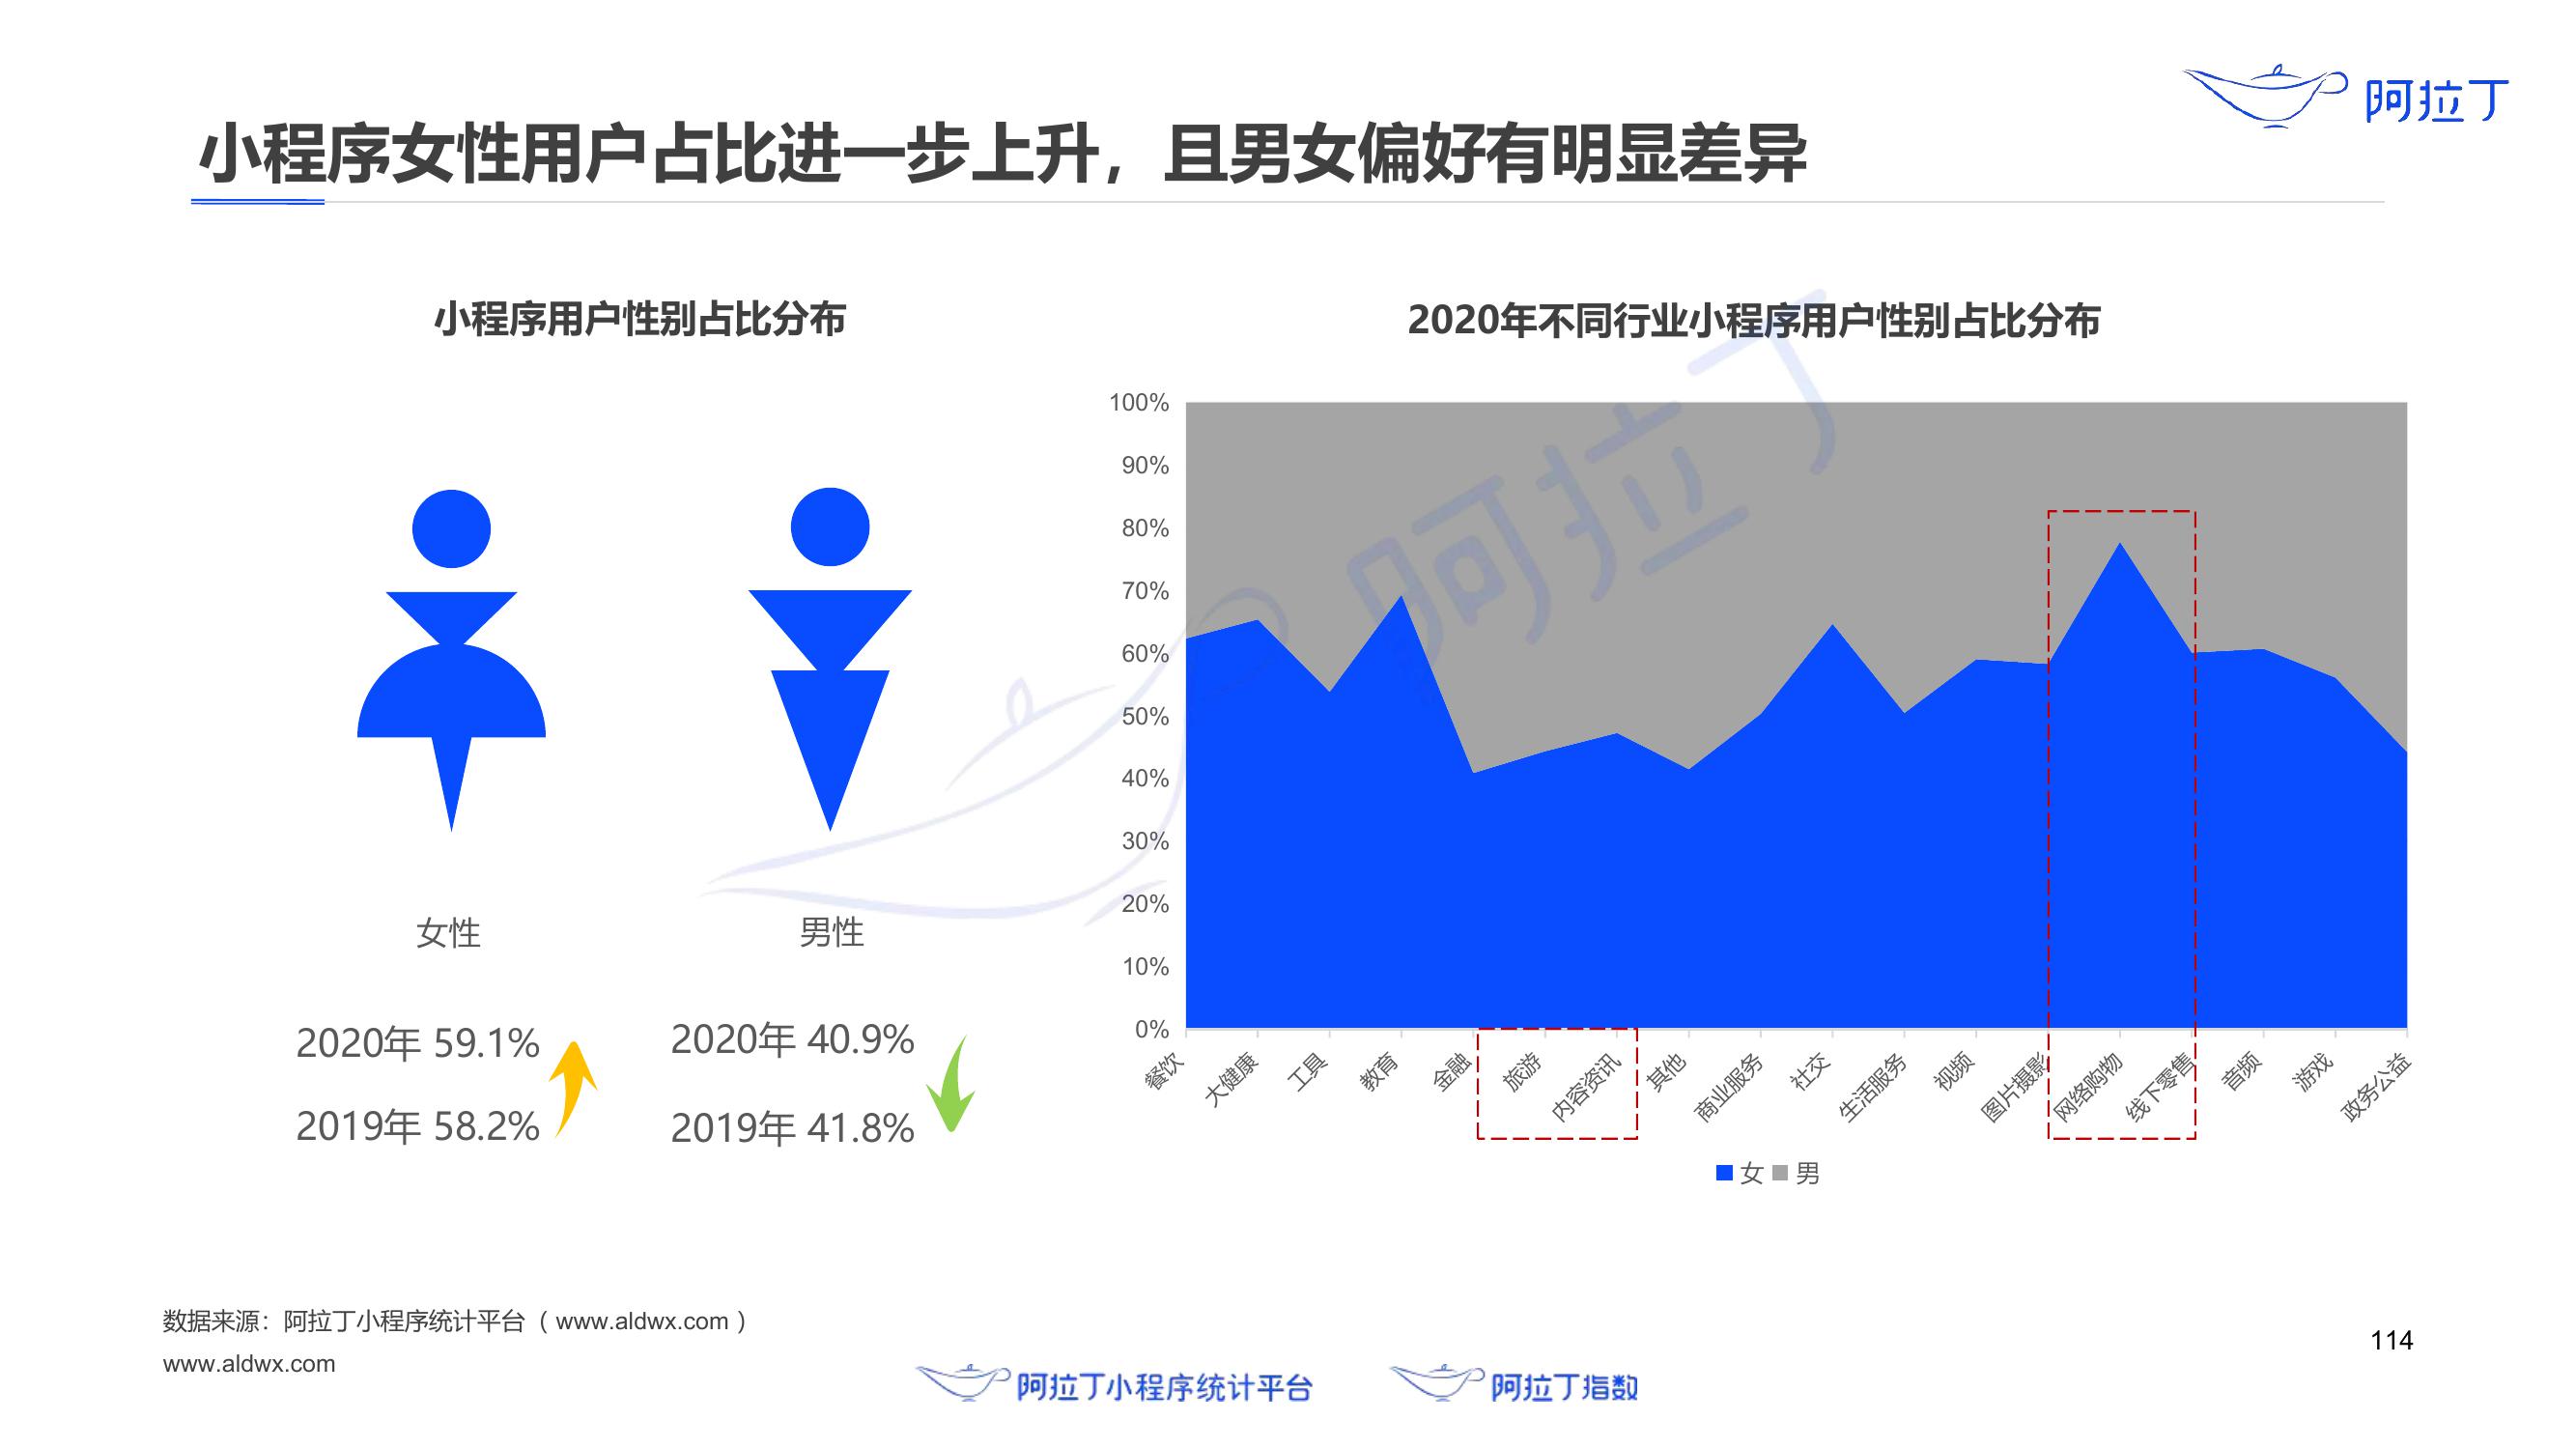 阿拉丁
小程序女性用户占比进一步上升，且男女偏好有明显差异
小程序用户性别占比分布
女性
男性
2020年 59.1%
2019年 58.2%
2020年 40.9%
2019年 41.8%
2020年不同行业小程序用户性别占比分布
阿拉丁
100%
90%
80%
70%
60%
50%
40%
30%
20%
10%
0%
餐饮
大健康
工具
教育
金融
旅游
内容资讯
其他
商业服务
社交
生活服务
视频
图片摄影
网络购物
线下零售
音频
游戏
政务公益
女 男
数据来源：阿拉丁小程序统计平台（www.aldwx.com）
www.aldwx.com
114
阿拉丁小程序统计平台
阿拉丁指数